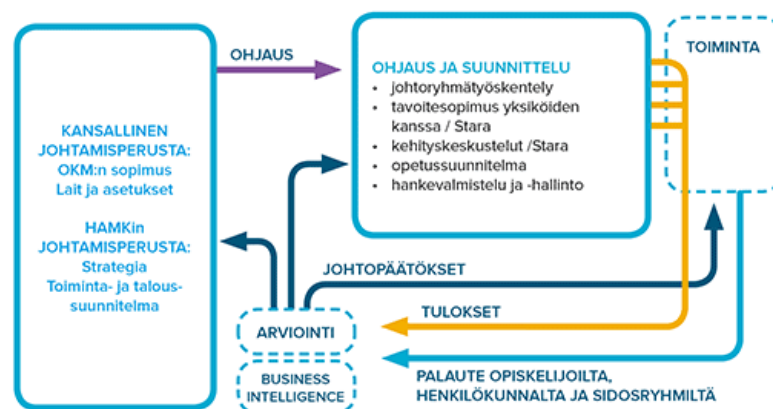 OHJAUS
KANSALLINEN
JOHTAMISPERUSTA:
OKM:n sopimus
Lait ja asetukset
HAMKin
JOHTAMISPERUSTA:
Strategia
Toiminta- ja talous-
suunnitelma
OHJAUS JA SUUNNITTELU
• johtoryhmätyöskentely
• tavoitesopimus yksiköiden
kanssa / Stara
• kehityskeskustelut /Stara
• opetussuunnitelma
• hankevalmistelu ja -hallinto
TOIMINTA
JOHTOPÄÄTÖKSET
ARVIOINTI
TULOKSET
BUSINESS
INTELLIGENCE
PALAUTE OPISKELIJOILTA,
HENKILÖKUNNALTA JA SIDOSRYHMILTÄ